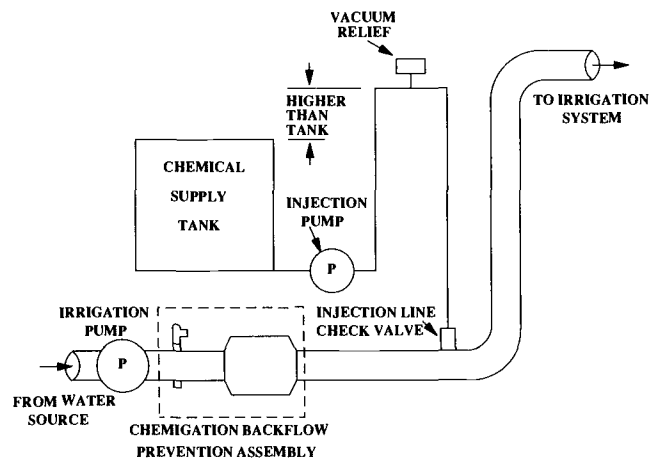 VACUUM
RELIEF
HIGHER
THAN
TANK
TO IRRIGATION
SYSTEM
CHEMICAL
SUPPLY
TANK
INJECTION
PUMP
P
IRRIGATION
PUMP
INJECTION LINE
CHECK VALVE
P
FROM WATER
SOURCE
CHEMIGATION BACKFLOW
PREVENTION ASSEMBLY